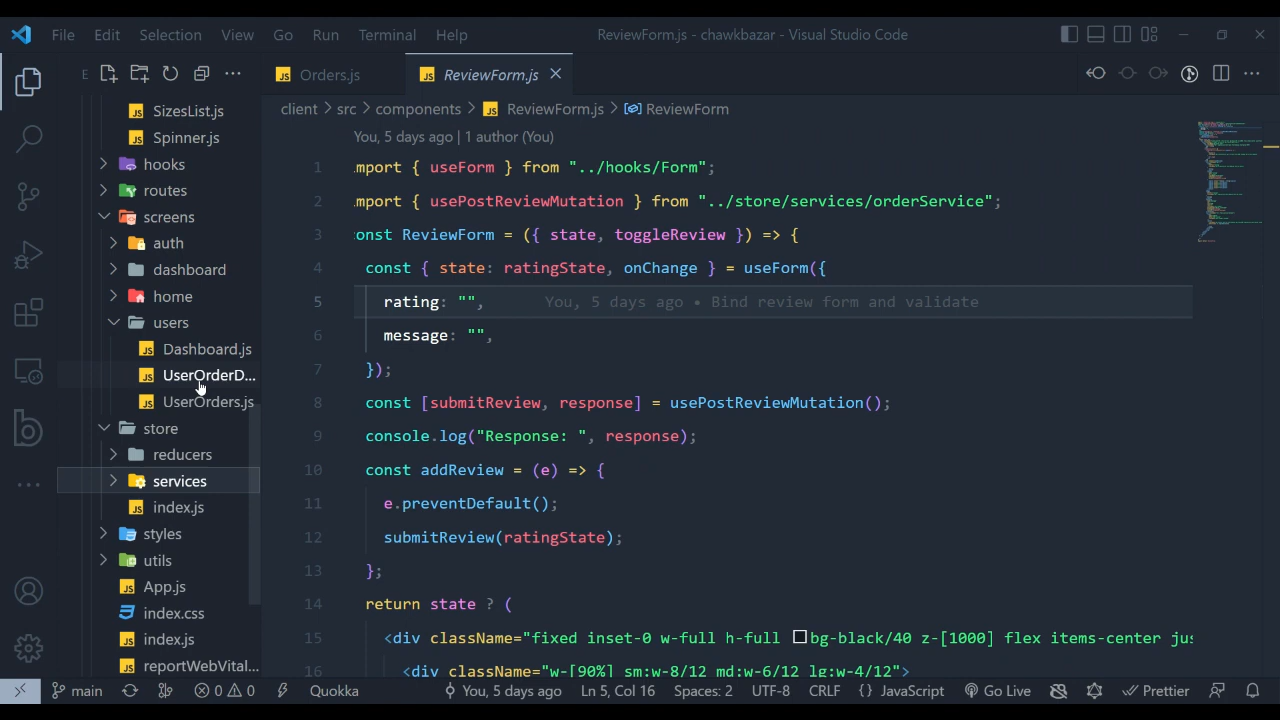 File Edit Selection View Go Run Terminal Help ReviewForm.js - chawkbazar - Visual Studio Code
E
Orders.js
ReviewForm.js
client > src > components > ReviewForm.js > ReviewForm
SizesList.js
Spinner.js
hooks
routes
screens
auth
dashboard
home
users
Dashboard.js
UserOrderD...
UserOrders.js
store
reducers
services
index.js
styles
utils
App.js
index.css
index.js
reportWebVital...
You, 5 days ago | 1 author (You)
1 mport { useForm } from "../hooks/Form";
2 mport { usePostReviewMutation } from "../store/services/orderService";
3 onst ReviewForm = ({ state, toggleReview }) => {
4 const { state: ratingState, onChange } = useForm({
5 rating: "", You, 5 days ago • Bind review form and validate
6 message: "",
7 });
8 const [submitReview, response] = usePostReviewMutation();
9 console.log("Response: ", response);
10 const addReview = (e) => {
11 e.preventDefault();
12 submitReview(ratingState);
13 };
14 return state ? (
15 <div className="fixed inset-0 w-full h-full bg-black/40 z-[1000] flex items-center jus
16 <div className="w-[90%] sm:w-8/12 md:w-6/12 lg:w-4/12">
main 0 0 Quokka You, 5 days ago Ln 5, Col 16 Spaces: 2 UTF-8 CRLF {} JavaScript Go Live Prettier